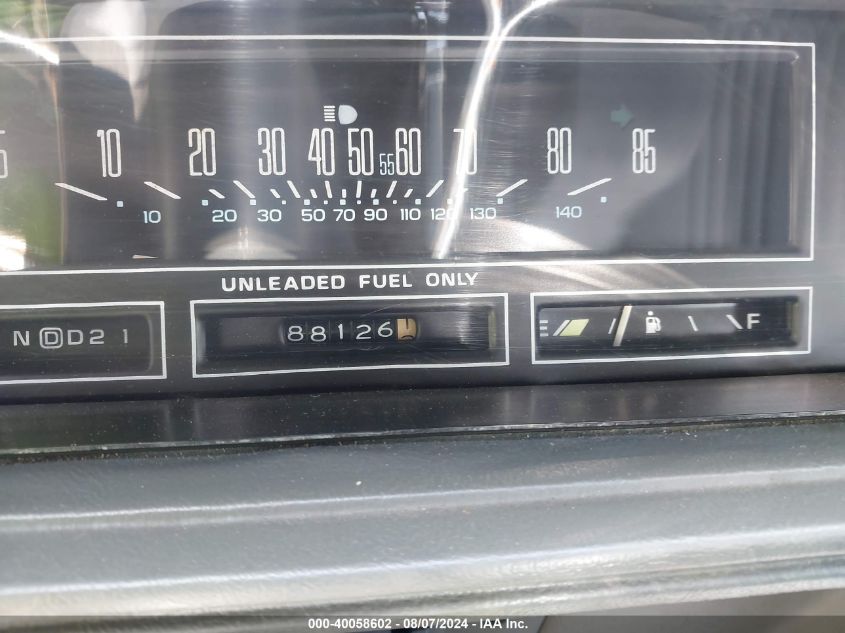 5 10 20 30 40 50 55 60 70 80 85
10 20 30 50 70 90 110 120 130 140
UNLEADED FUEL ONLY
N D D 2 1
88126
E F
000-40058602 - 08/07/2024 - IAA Inc.